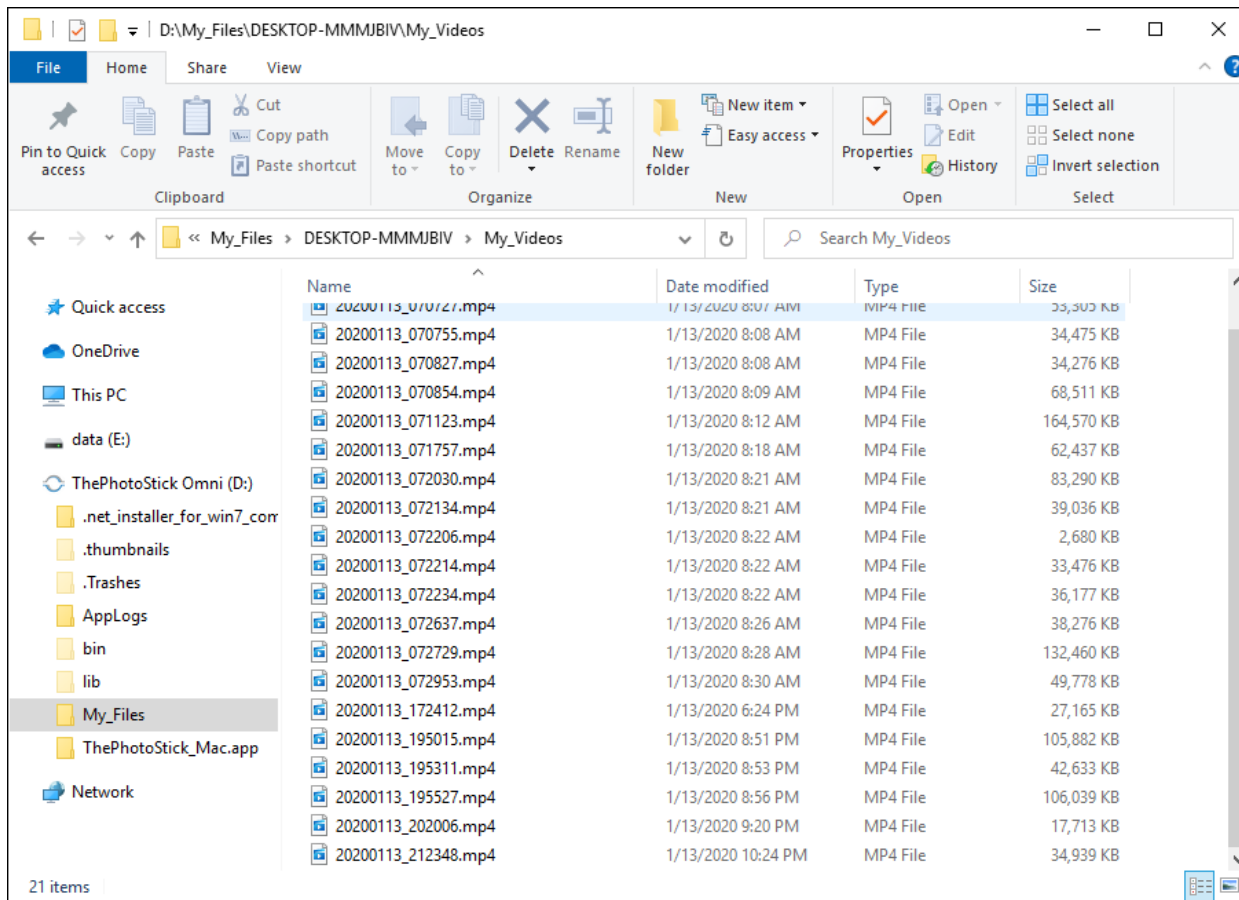 D:\My_Files\DESKTOP-MMMJBIV\My_Videos
File Home Share View
Pin to Quick access
Copy
Paste
Cut
Copy path
Paste shortcut
Move to
Copy to
Delete
Rename
New folder
New item
Easy access
Properties
Open
Edit
History
Select all
Select none
Invert selection
Clipboard Organize New Open Select
« My_Files > DESKTOP-MMMJBIV > My_Videos
Search My_Videos
Quick access
OneDrive
This PC
data (E:)
ThePhotoStick Omni (D:)
.net_installer_for_win7_com
.thumbnails
.Trashes
AppLogs
bin
lib
My_Files
ThePhotoStick_Mac.app
Network
Name Date modified Type Size
20200113_070727.mp4 1/13/2020 8:07 AM MP4 File 53,305 KB
20200113_070755.mp4 1/13/2020 8:08 AM MP4 File 34,475 KB
20200113_070827.mp4 1/13/2020 8:08 AM MP4 File 34,276 KB
20200113_070854.mp4 1/13/2020 8:09 AM MP4 File 68,511 KB
20200113_071123.mp4 1/13/2020 8:12 AM MP4 File 164,570 KB
20200113_071757.mp4 1/13/2020 8:18 AM MP4 File 62,437 KB
20200113_072030.mp4 1/13/2020 8:21 AM MP4 File 83,290 KB
20200113_072134.mp4 1/13/2020 8:21 AM MP4 File 39,036 KB
20200113_072206.mp4 1/13/2020 8:22 AM MP4 File 2,680 KB
20200113_072214.mp4 1/13/2020 8:22 AM MP4 File 33,476 KB
20200113_072234.mp4 1/13/2020 8:22 AM MP4 File 36,177 KB
20200113_072637.mp4 1/13/2020 8:26 AM MP4 File 38,276 KB
20200113_072729.mp4 1/13/2020 8:28 AM MP4 File 132,460 KB
20200113_072953.mp4 1/13/2020 8:30 AM MP4 File 49,778 KB
20200113_172412.mp4 1/13/2020 6:24 PM MP4 File 27,165 KB
20200113_195015.mp4 1/13/2020 8:51 PM MP4 File 105,882 KB
20200113_195311.mp4 1/13/2020 8:53 PM MP4 File 42,633 KB
20200113_195527.mp4 1/13/2020 8:56 PM MP4 File 106,039 KB
20200113_202006.mp4 1/13/2020 9:20 PM MP4 File 17,713 KB
20200113_212348.mp4 1/13/2020 10:24 PM MP4 File 34,939 KB
21 items